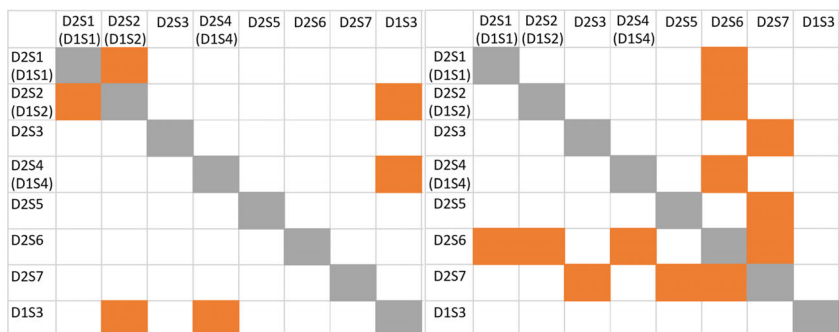 D2S1 D2S2 D2S3 D2S4 D2S5 D2S6 D2S7 D1S3
(D1S1) (D1S2) (D1S4)
D2S1
(D1S1)
D2S2
(D1S2)
D2S3
D2S4
(D1S4)
D2S5
D2S6
D2S7
D1S3
D2S1 D2S2 D2S3 D2S4 D2S5 D2S6 D2S7 D1S3
(D1S1) (D1S2) (D1S4)
D2S1
(D1S1)
D2S2
(D1S2)
D2S3
D2S4
(D1S4)
D2S5
D2S6
D2S7
D1S3